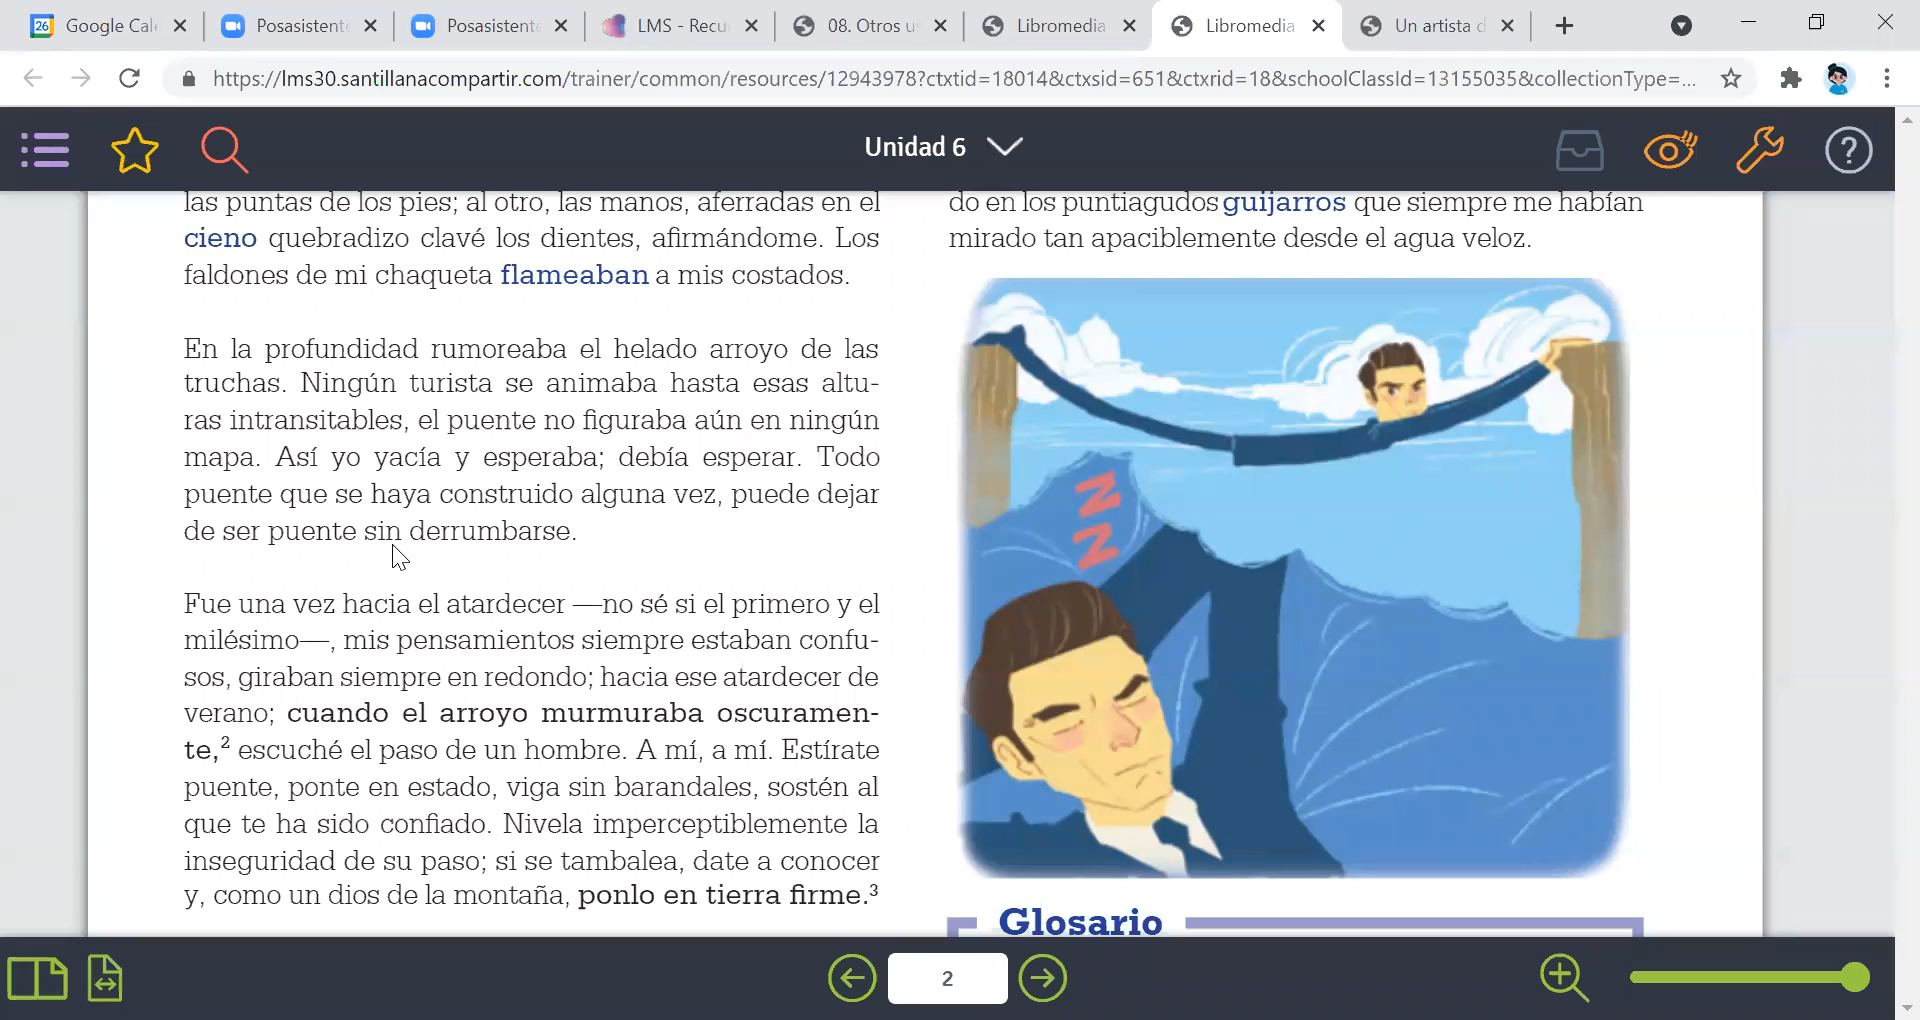 26 Google Cale
Posasistente
Posasistente
LMS - Recu
08. Otros u
Libromedia
Libromedia
Un artista d
https://lms30.santillanacompartir.com/trainer/common/resources/12943978?ctxtid=18014&ctxsid=651&ctxrid=18&schoolClassId=13155035&collectionType=...
Unidad 6
las puntas de los pies; al otro, las manos, aferradas en el
cieno quebradizo clavé los dientes, afirmándome. Los
faldones de mi chaqueta flameaban a mis costados.
En la profundidad rumoreaba el helado arroyo de las
truchas. Ningún turista se animaba hasta esas altu-
ras intransitables, el puente no figuraba aún en ningún
mapa. Así yo yacía y esperaba; debía esperar. Todo
puente que se haya construido alguna vez, puede dejar
de ser puente sin derrumbarse.
Fue una vez hacia el atardecer —no sé si el primero y el
milésimo—, mis pensamientos siempre estaban confu-
sos, giraban siempre en redondo; hacia ese atardecer de
verano; cuando el arroyo murmuraba oscuramen-
te,² escuché el paso de un hombre. A mí, a mí. Estírate
puente, ponte en estado, viga sin barandales, sostén al
que te ha sido confiado. Nivela imperceptiblemente la
inseguridad de su paso; si se tambalea, date a conocer
y, como un dios de la montaña, ponlo en tierra firme.³
do en los puntiagudos guijarros que siempre me habían
mirado tan apaciblemente desde el agua veloz.
Z
Z
Glosario
2